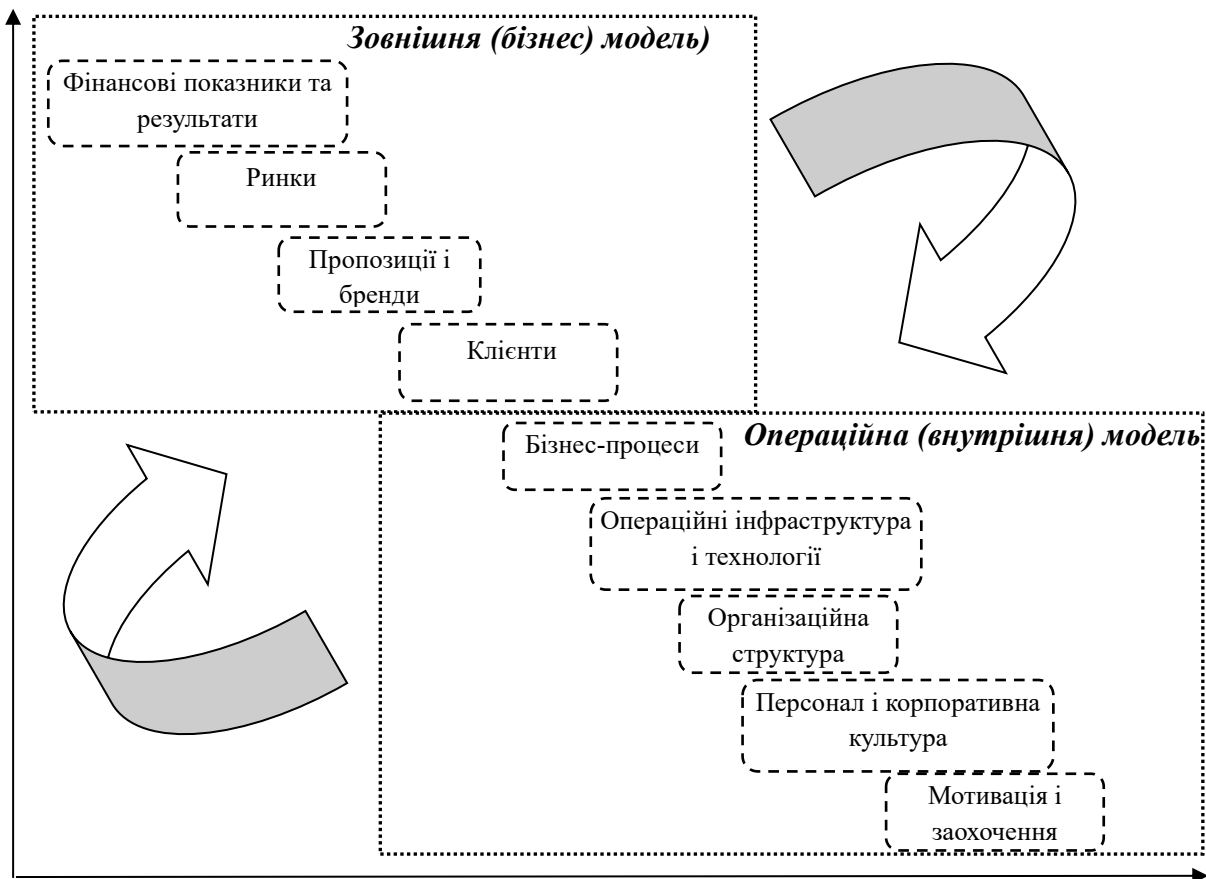 Зовнішня (бізнес) модель)
Фінансові показники та
результати
Ринки
Пропозиції і
бренди
Клієнти
Операційна (внутрішня) модель
Бізнес-процеси
Операційні інфраструктура
і технології
Організаційна
структура
Персонал і корпоративна
культура
Мотивація і
заохочення